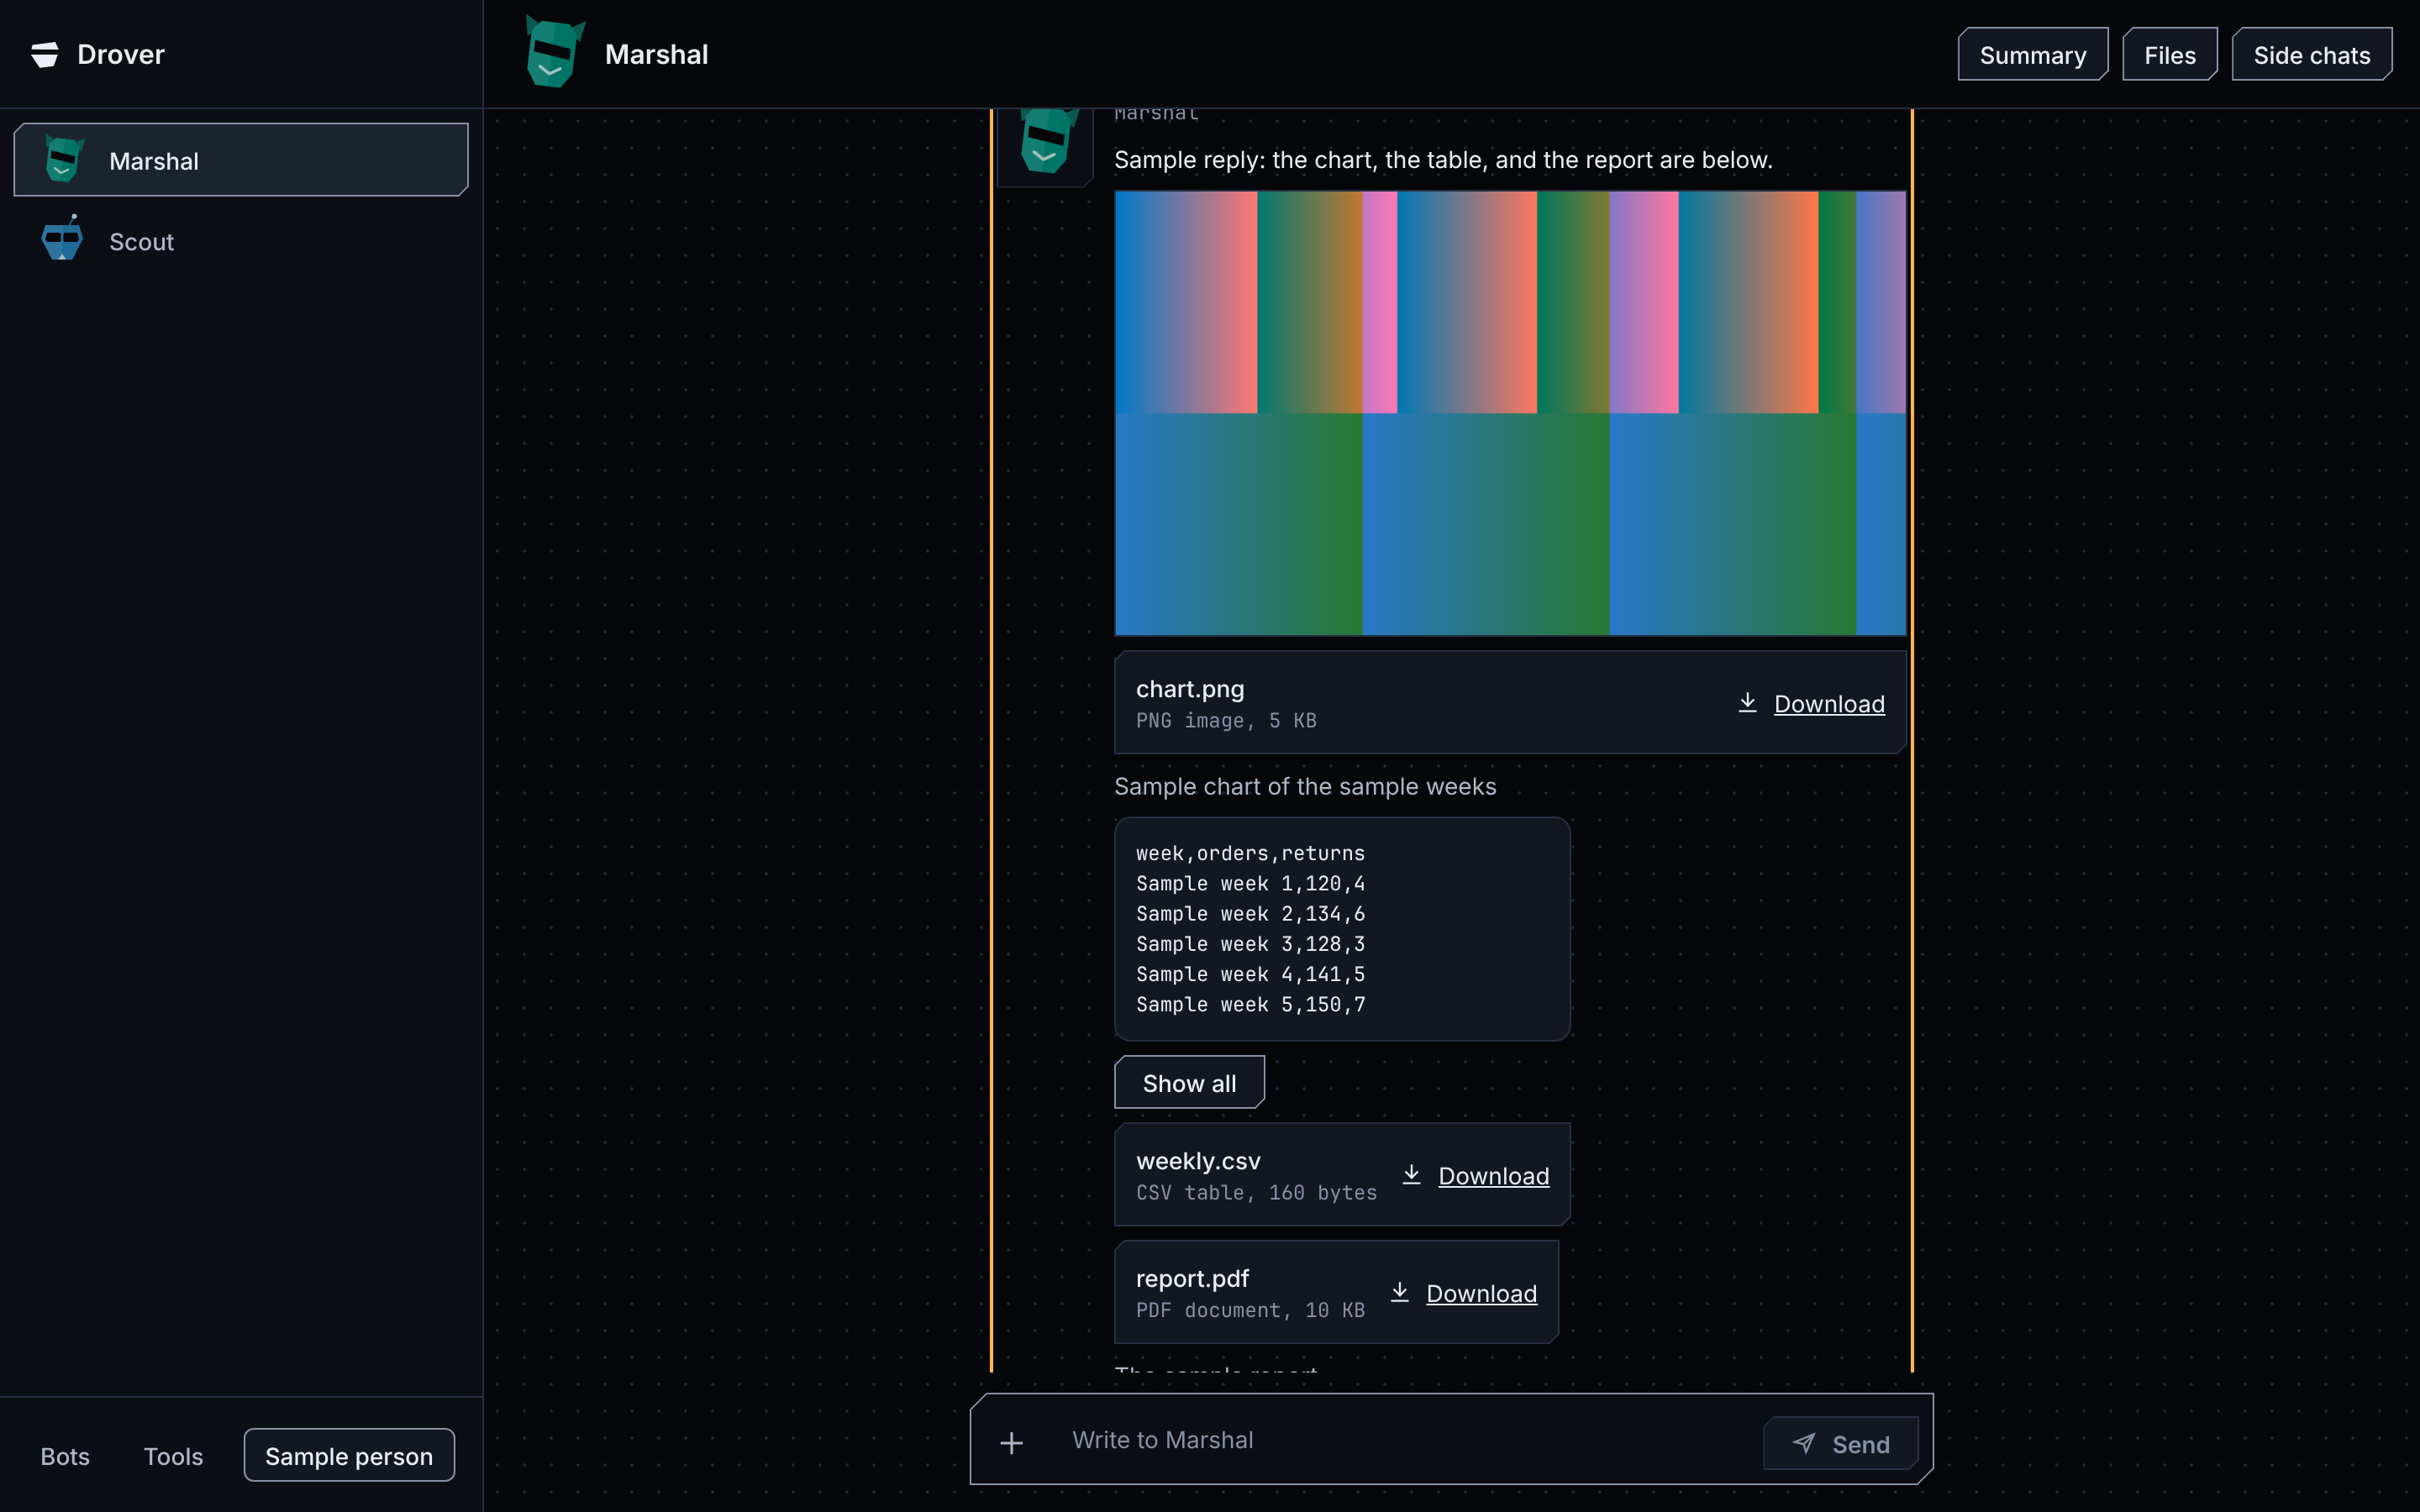 Drover
Marshal
Summary
Files
Side chats
Marshal
Scout
Marshal
Sample reply: the chart, the table, and the report are below.
chart.png
PNG image, 5 KB
Download
Sample chart of the sample weeks
week,orders,returns
Sample week 1,120,4
Sample week 2,134,6
Sample week 3,128,3
Sample week 4,141,5
Sample week 5,150,7
Show all
weekly.csv
CSV table, 160 bytes
Download
report.pdf
PDF document, 10 KB
Download
The sample report
Write to Marshal
Send
Bots
Tools
Sample person